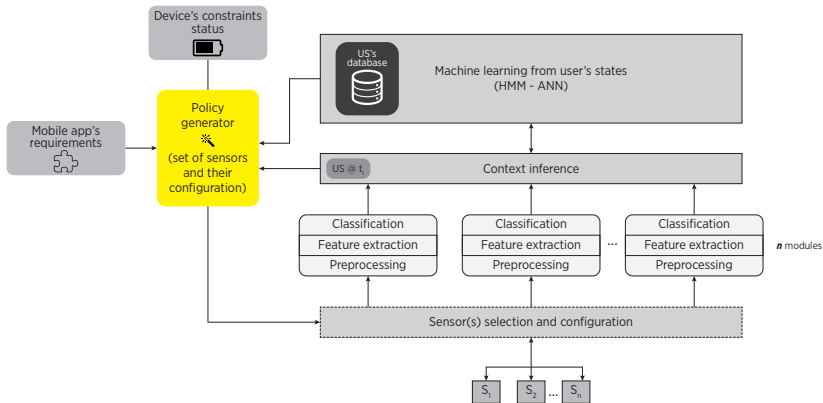 Device's constraints
status
US's
database
Machine learning from user's states
(HMM - ANN)
Policy
generator
(set of sensors
and their
configuration)
Mobile app's
requirements
US @ ti
Context inference
Classification
Feature extraction
Preprocessing
Classification
Feature extraction
Preprocessing
...
Classification
Feature extraction
Preprocessing
n modules
Sensor(s) selection and configuration
S1
S2
...
Sn